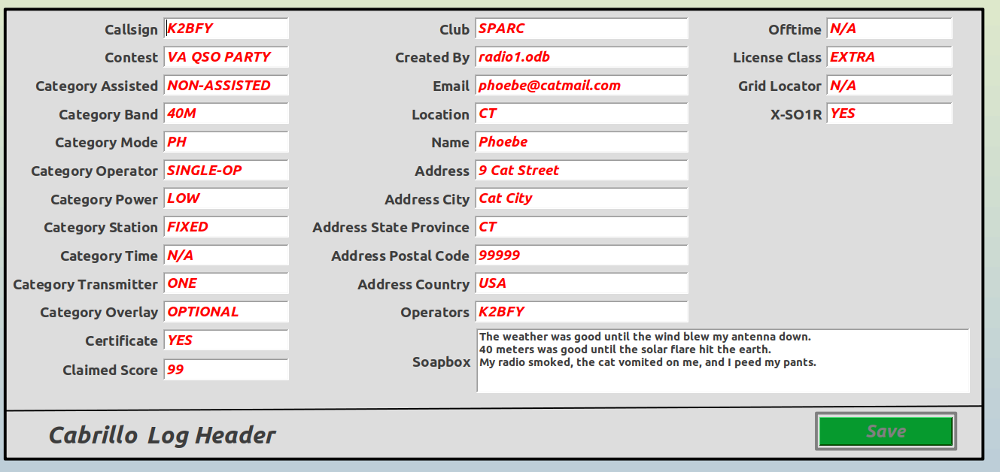 Callsign K2BFY
Contest VA QSO PARTY
Category Assisted NON-ASSISTED
Category Band 40M
Category Mode PH
Category Operator SINGLE-OP
Category Power LOW
Category Station FIXED
Category Time N/A
Category Transmitter ONE
Category Overlay OPTIONAL
Certificate YES
Claimed Score 99
Club SPARC
Created By radio1.odb
Email phoebe@catmail.com
Location CT
Name Phoebe
Address 9 Cat Street
Address City Cat City
Address State Province CT
Address Postal Code 99999
Address Country USA
Operators K2BFY
Soapbox
The weather was good until the wind blew my antenna down.
40 meters was good until the solar flare hit the earth.
My radio smoked, the cat vomited on me, and I peed my pants.
Offtime N/A
License Class EXTRA
Grid Locator N/A
X-SO1R YES
Cabrillo Log Header
Save